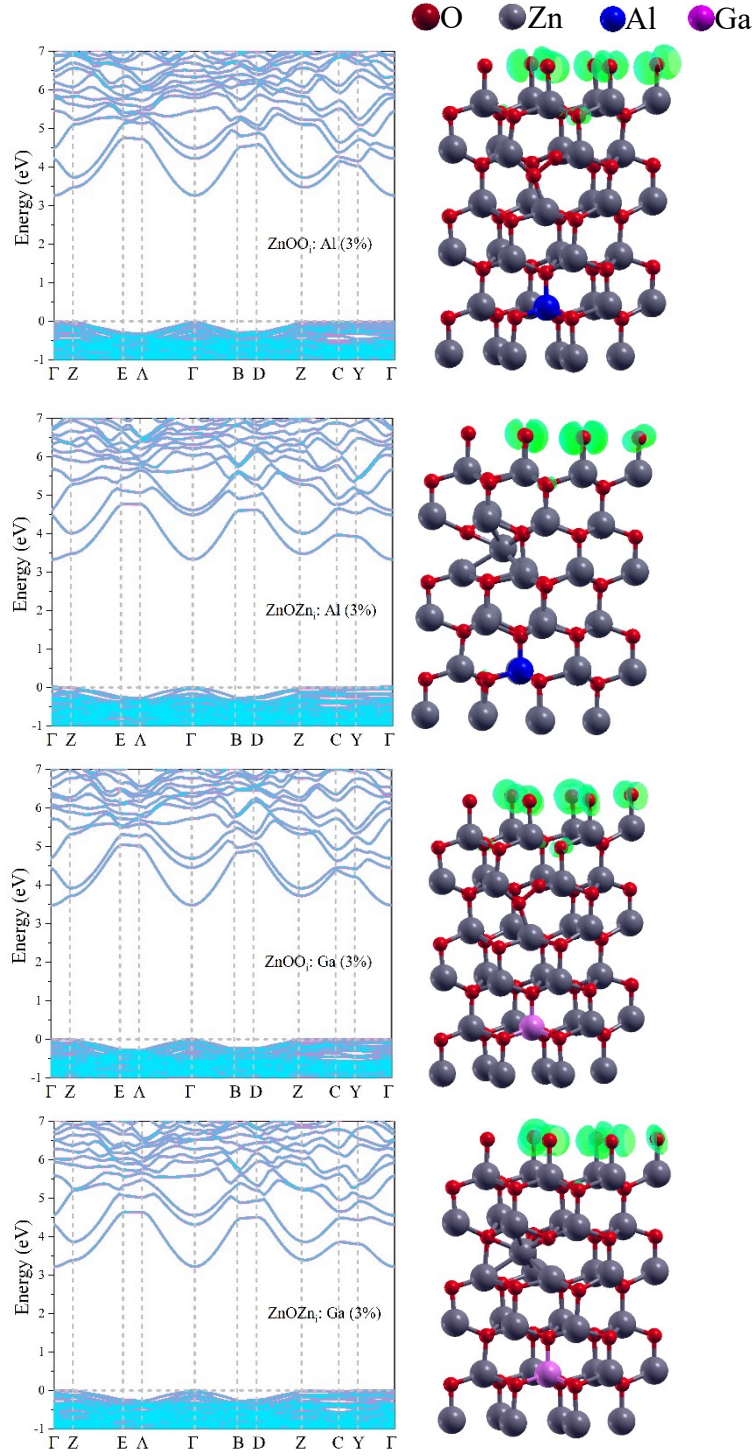 O Zn Al Ga
7
6
5
4
3
2
1
0
-1
Energy (eV)
ZnOOi: Al (3%)
Γ Z E A Γ B D Z C Y Γ
7
6
5
4
3
2
1
0
-1
Energy (eV)
ZnOZni: Al (3%)
Γ Z E A Γ B D Z C Y Γ
7
6
5
4
3
2
1
0
-1
Energy (eV)
ZnOOi: Ga (3%)
Γ Z E A Γ B D Z C Y Γ
7
6
5
4
3
2
1
0
-1
Energy (eV)
ZnOZni: Ga (3%)
Γ Z E A Γ B D Z C Y Γ